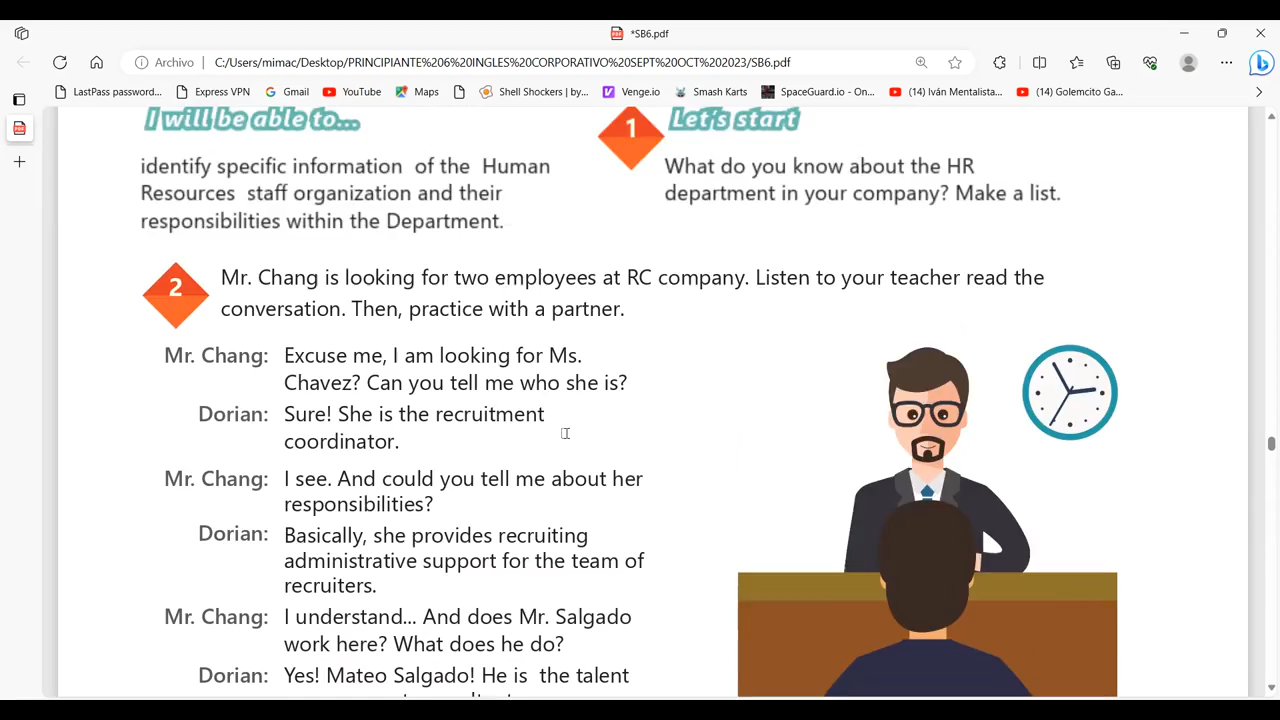 *SB6.pdf
Archivo C:/Users/mimac/Desktop/PRINCIPIANTE%206%20INGLES%20CORPORATIVO%20SEPT%20OCT%202023/SB6.pdf
LastPass password... Express VPN Gmail YouTube Maps Shell Shockers | by... Venge.io Smash Karts SpaceGuard.io - On... (14) Iván Mentalista... (14) Golemcito Ga...
I will be able to...
identify specific information of the Human
Resources staff organization and their
responsibilities within the Department.
1 Let's start
What do you know about the HR
department in your company? Make a list.
2 Mr. Chang is looking for two employees at RC company. Listen to your teacher read the
conversation. Then, practice with a partner.
Mr. Chang: Excuse me, I am looking for Ms.
Chavez? Can you tell me who she is?
Dorian: Sure! She is the recruitment
coordinator.
Mr. Chang: I see. And could you tell me about her
responsibilities?
Dorian: Basically, she provides recruiting
administrative support for the team of
recruiters.
Mr. Chang: I understand... And does Mr. Salgado
work here? What does he do?
Dorian: Yes! Mateo Salgado! He is the talent